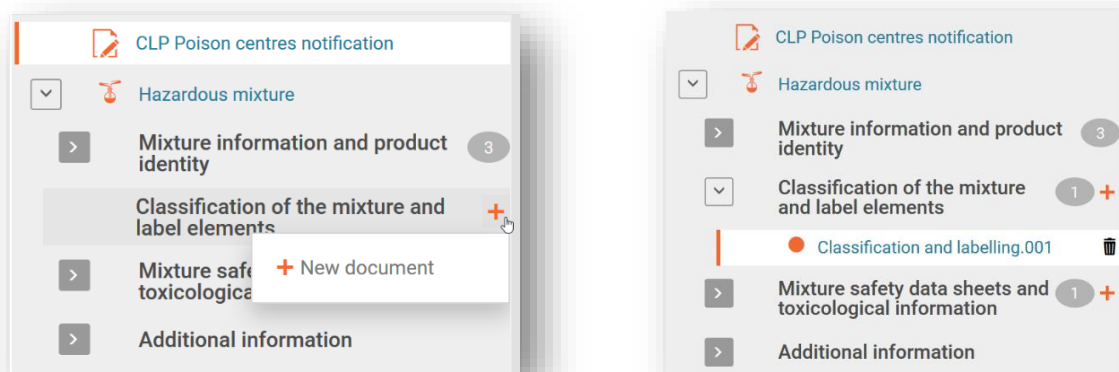 CLP Poison centres notification
Hazardous mixture
Mixture information and product
identity
3
Classification of the mixture and
label elements
+ New document
Mixture safe
toxicologica
Additional information
CLP Poison centres notification
Hazardous mixture
Mixture information and product
identity
3
Classification of the mixture
and label elements
1
Classification and labelling.001
Mixture safety data sheets and
toxicological information
1
Additional information